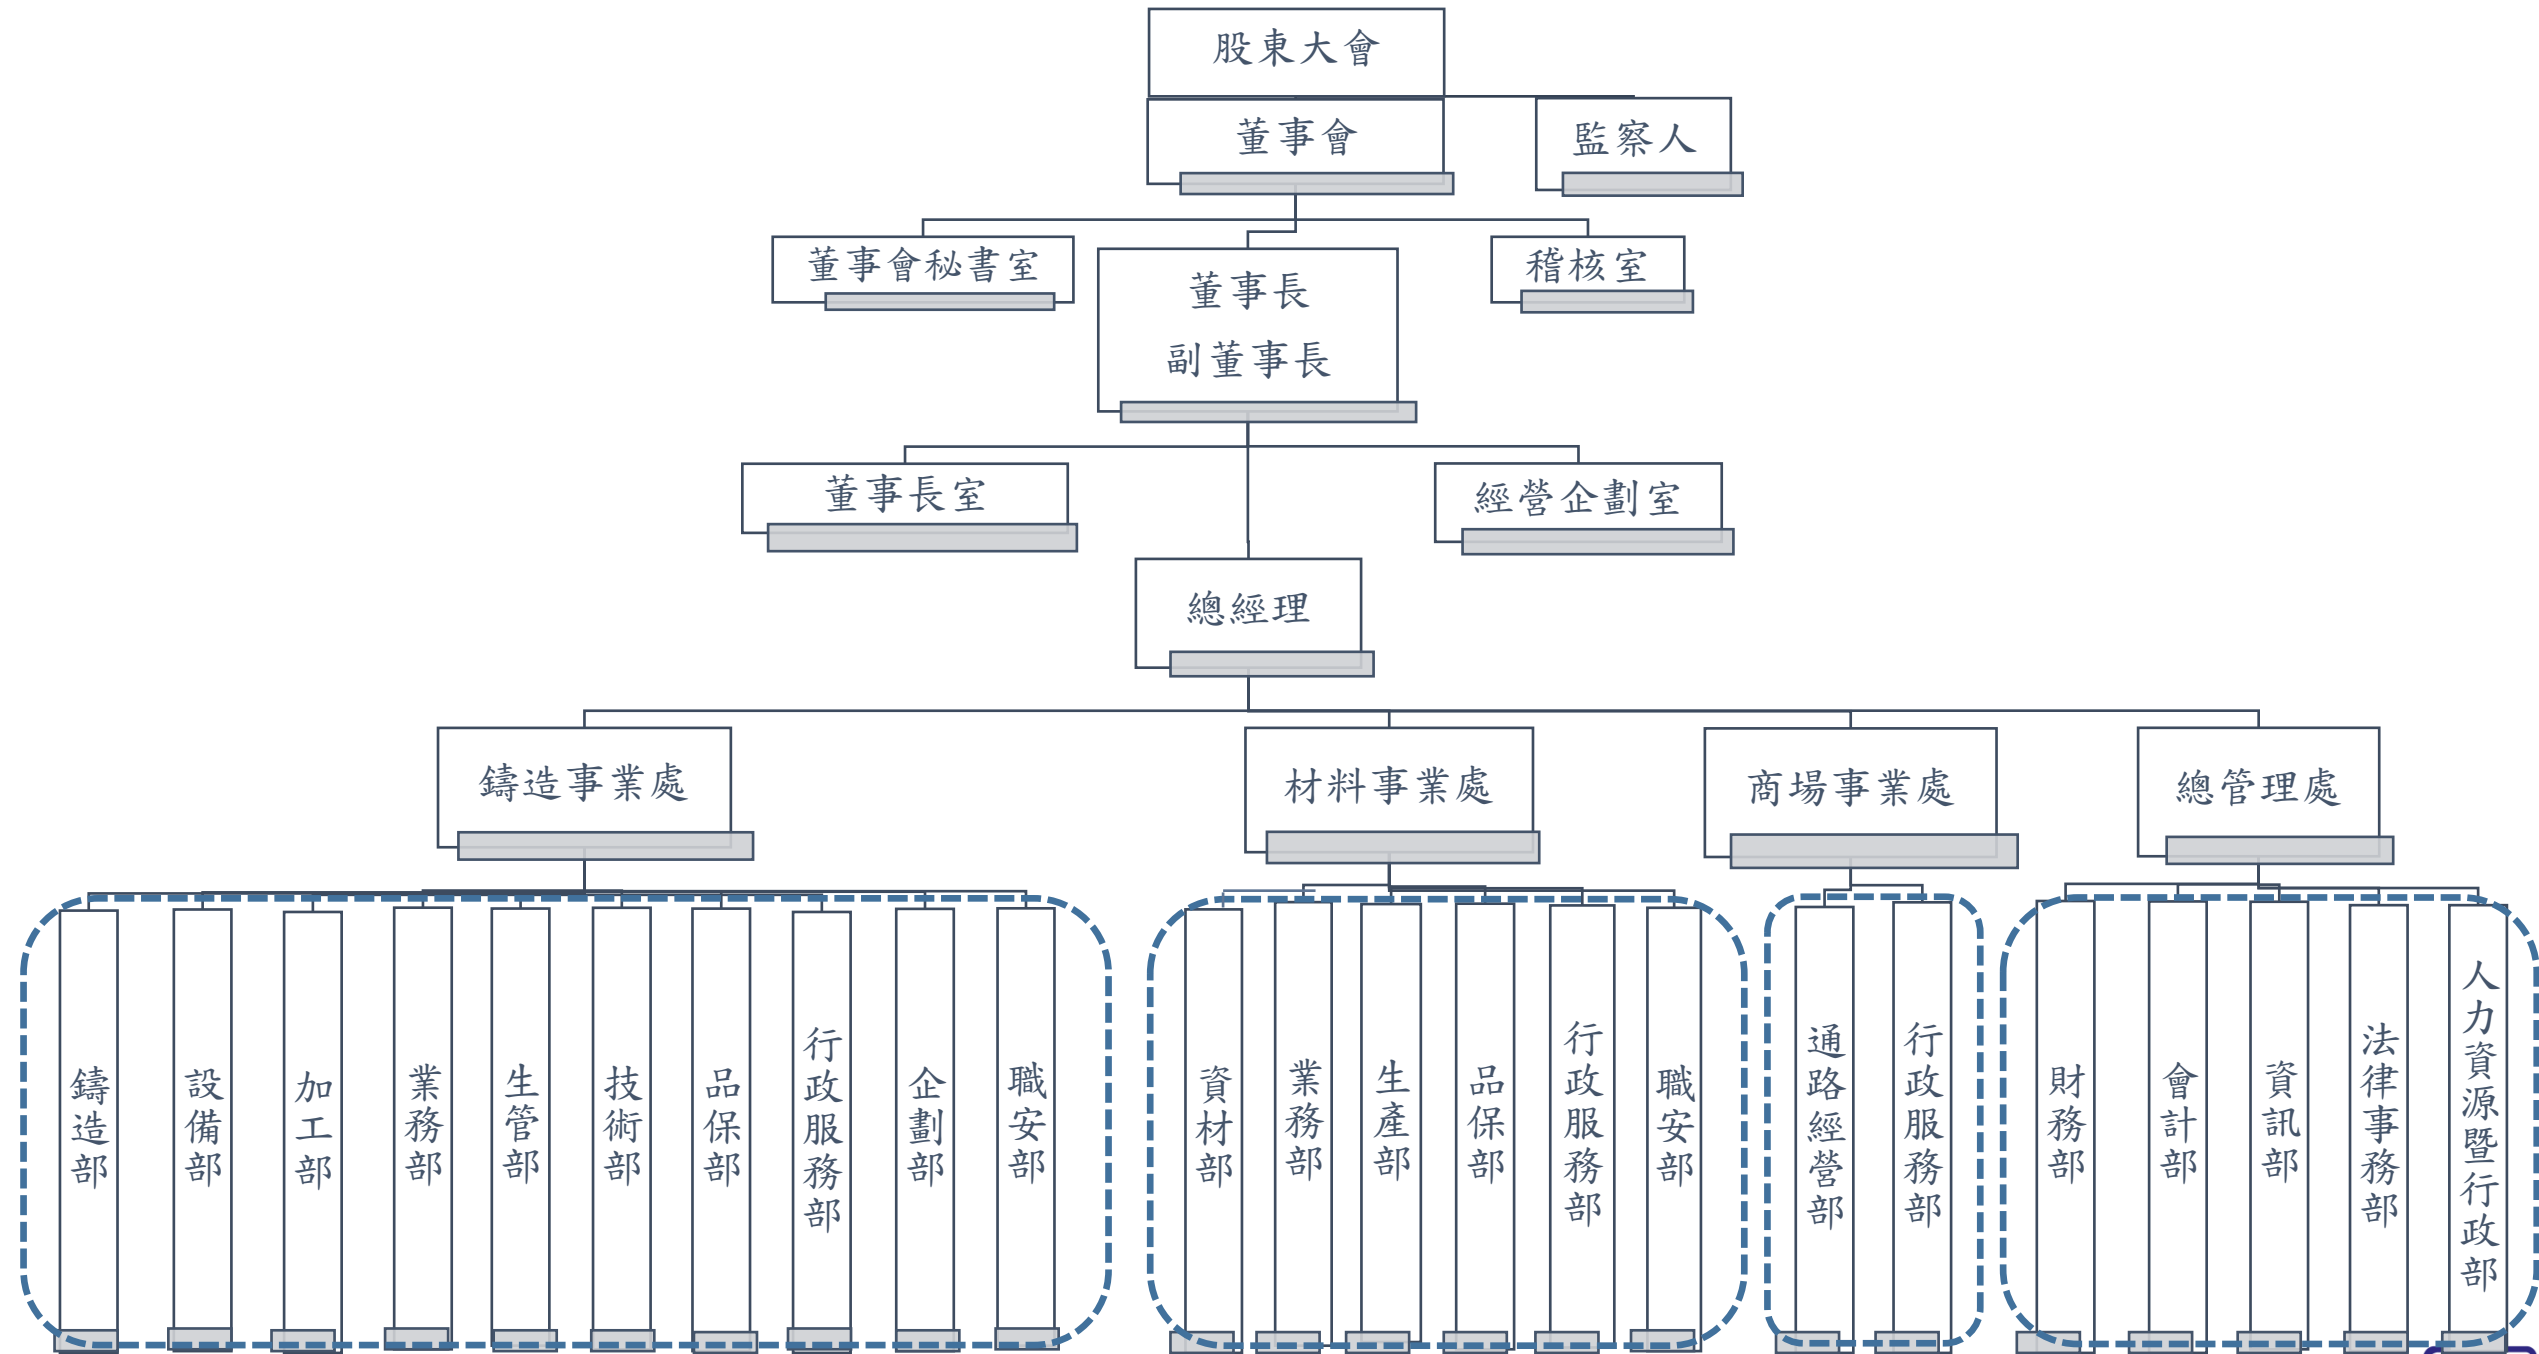 股東大會
董事會
監察人
董事會秘書室
董事長
副董事長
稽核室
董事長室
經營企劃室
總經理
鑄造事業處
材料事業處
商場事業處
總管理處
鑄造部
設備部
加工部
業務部
生管部
技術部
品保部
行政服務部
企劃部
職安部
資材部
業務部
生產部
品保部
行政服務部
職安部
通路經營部
行政服務部
財務部
會計部
資訊部
法律事務部
人力資源暨行政部